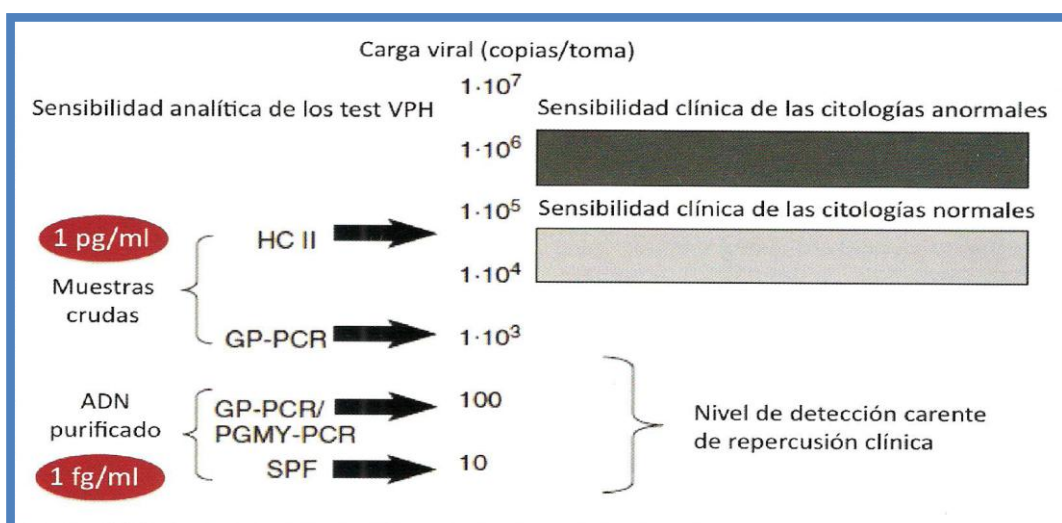 Carga viral (copias/toma)
Sensibilidad analítica de los test VPH
1·10⁷
Sensibilidad clínica de las citologías anormales
1·10⁶
1·10⁵
Sensibilidad clínica de las citologías normales
1 pg/ml
HC II
Muestras
crudas
1·10⁴
GP-PCR
1·10³
ADN
purificado
GP-PCR/
PGMY-PCR
100
SPF
10
1 fg/ml
Nivel de detección carente
de repercusión clínica